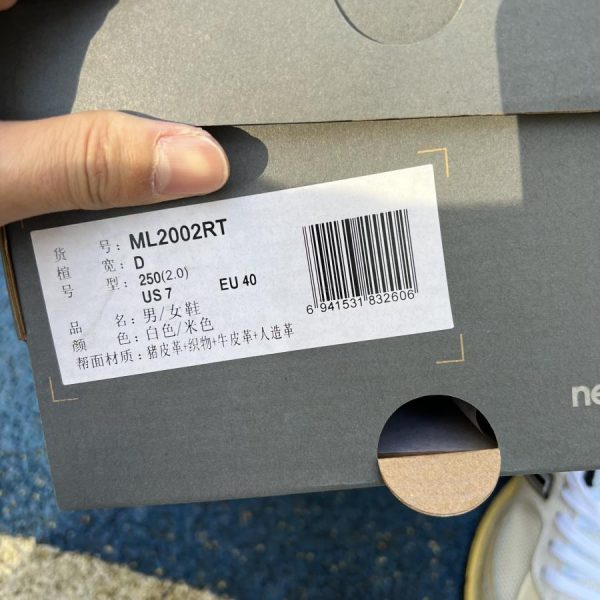 货 号：ML2002RT
楦 宽：D
号 型：250(2.0)
US 7 EU 40
品 名：男/女鞋
颜 色：白色/米色
帮面材质：猪皮革+织物+牛皮革+人造革
6 941531 832606
ne